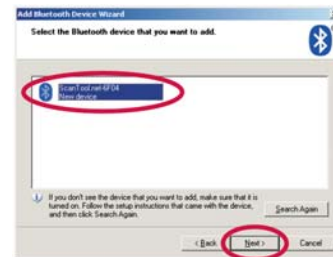 Add Bluetooth Device Wizard
Select the Bluetooth device that you want to add.
ScanTool.net-6F04
New device
If you don't see the device that you want to add, make sure that it is
turned on. Follow the setup instructions that came with the device,
and then click Search Again.
Search Again
< Back
Next >
Cancel